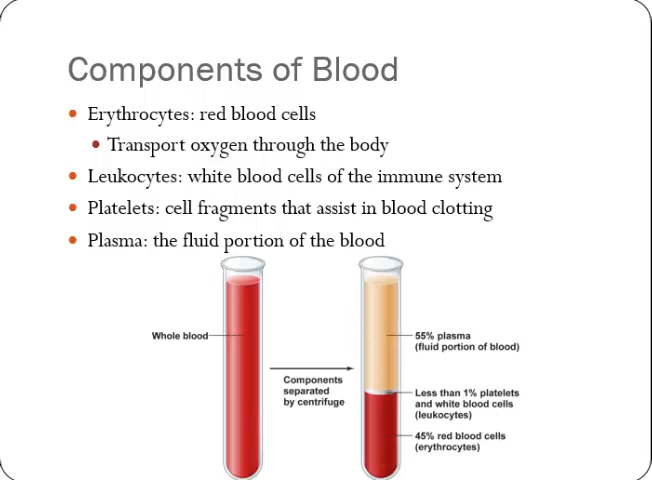 Components of Blood
Erythrocytes: red blood cells
Transport oxygen through the body
Leukocytes: white blood cells of the immune system
Platelets: cell fragments that assist in blood clotting
Plasma: the fluid portion of the blood
Whole blood
Components
separated
by centrifuge
55% plasma
(fluid portion of blood)
Less than 1% platelets
and white blood cells
(leukocytes)
45% red blood cells
(erythrocytes)